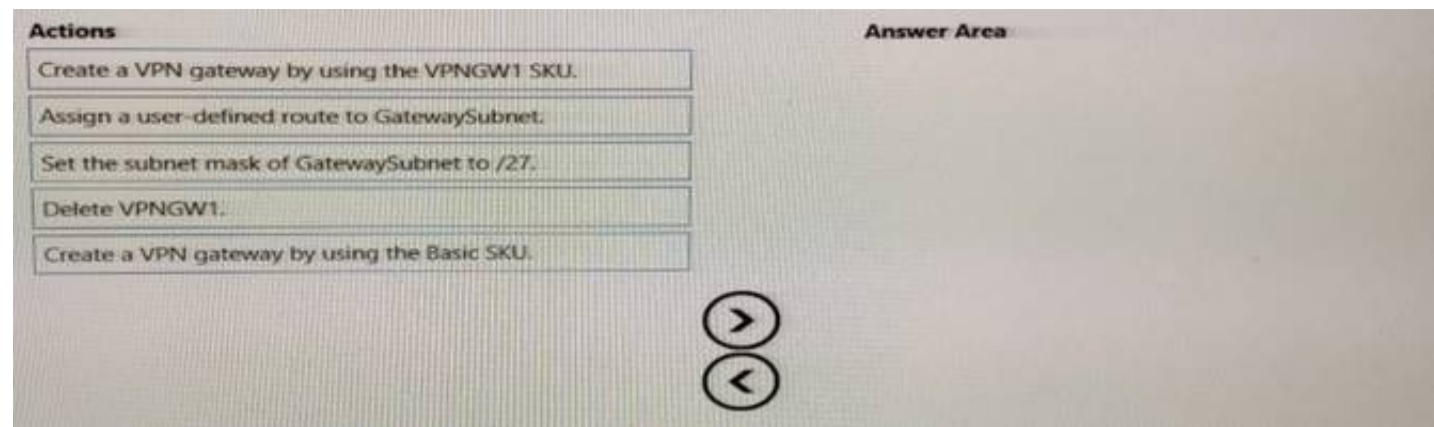 Actions
Answer Area
Create a VPN gateway by using the VPNGW1 SKU.
Assign a user-defined route to GatewaySubnet.
Set the subnet mask of GatewaySubnet to /27.
Delete VPNGW1.
Create a VPN gateway by using the Basic SKU.